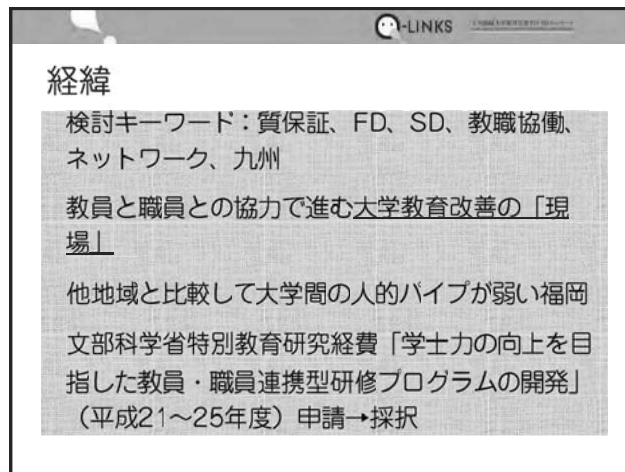 Q-LINKS
経緯
検討キーワード：質保証、FD、SD、教職協働、
ネットワーク、九州
教員と職員との協力で進む大学教育改善の「現
場」
他地域と比較して大学間の人的パイプが弱い福岡
文部科学省特別教育研究経費「学士力の向上を目
指した教員・職員連携型研修プログラムの開発」
（平成21～25年度）申請→採択